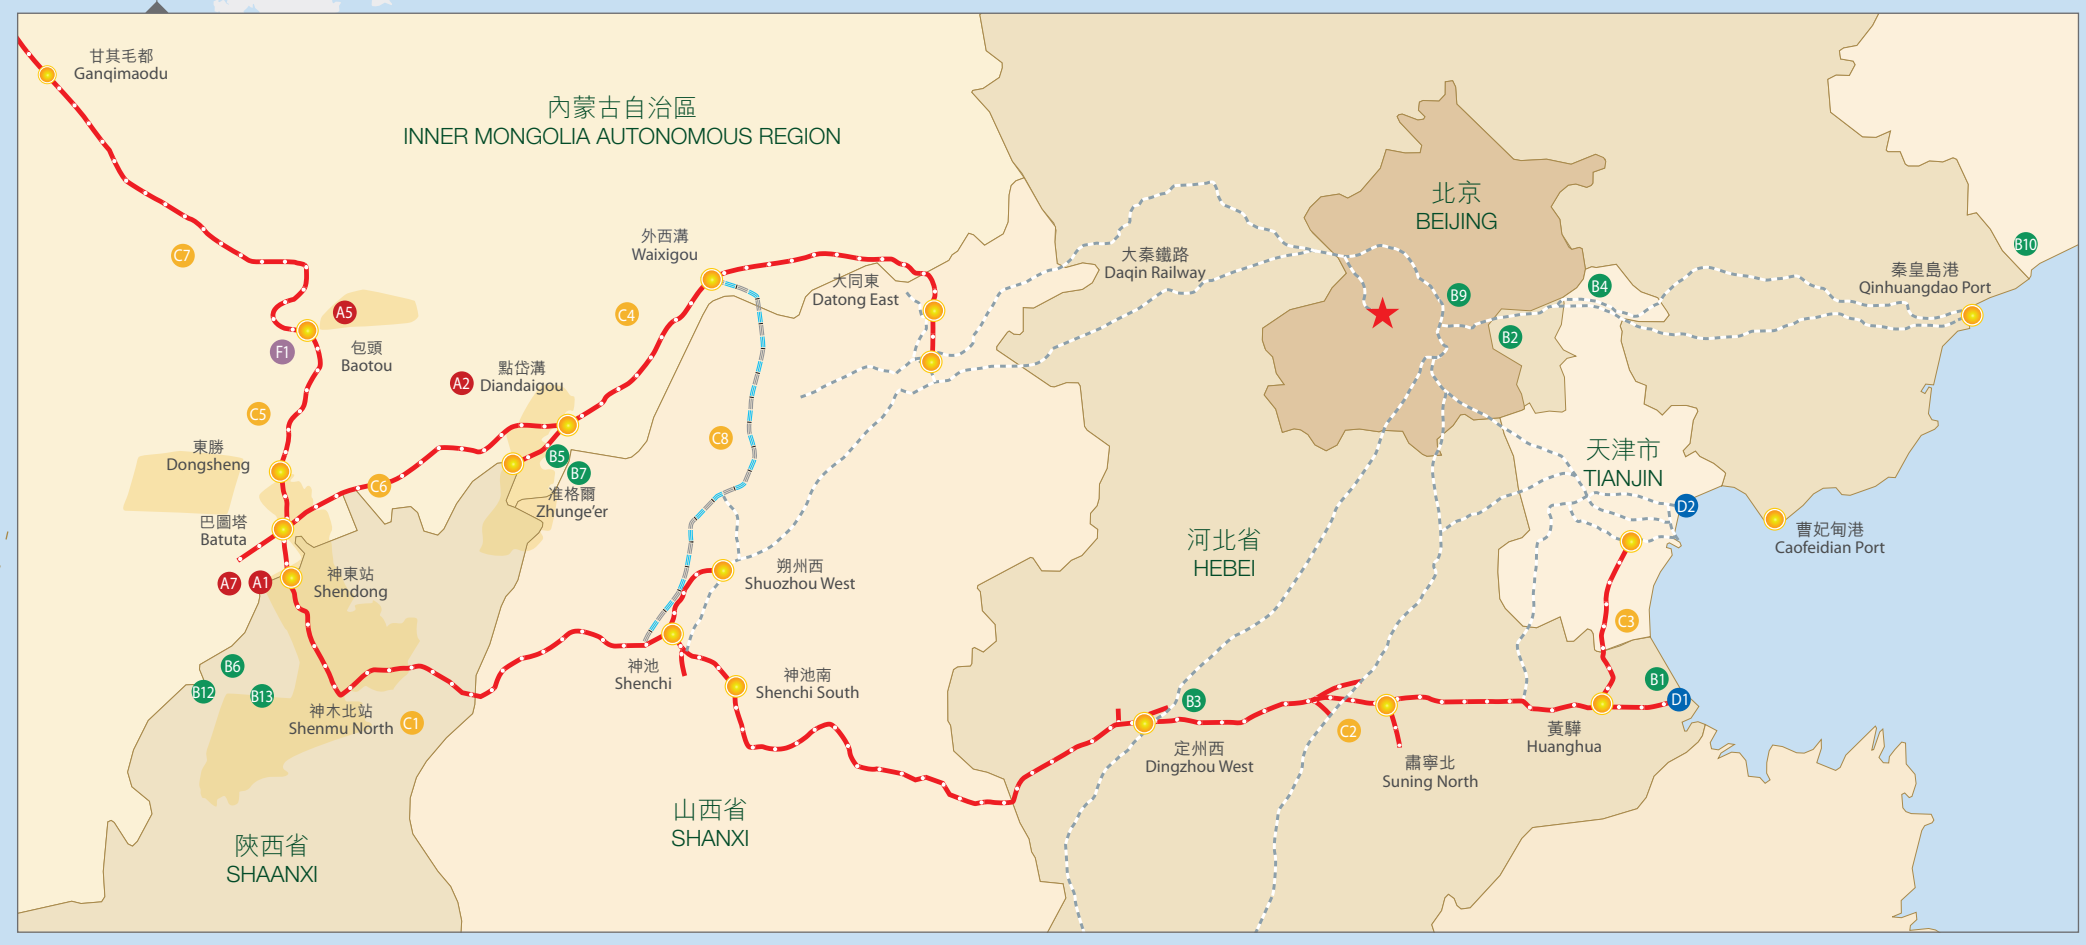 甘其毛都
Ganqimaodu
內蒙古自治區
INNER MONGOLIA AUTONOMOUS REGION
北京
BEIJING
外西溝
Waixigou
大秦鐵路
Daqin Railway
B10
C7
秦皇島港
Qinhuangdao Port
大同東
Datong East
B9
B4
A5
C4
B2
F1
包頭
Baotou
點岱溝
A2
Diandaigou
C5
C8
東勝
Dongsheng
天津市
TIANJIN
B5
B7
C6
准格爾
Zhunge'er
D2
巴圖塔
Batuta
曹妃甸港
Caofeidian Port
河北省
HEBEI
神東站
Shendong
A7
A1
朔州西
Shuozhou West
C3
B6
B12
B13
神池
Shenchi
神池南
Shenchi South
B1
D1
B3
神木北站
Shenmu North
C1
C2
黃驊
Huanghua
定州西
Dingzhou West
肅寧北
Suning North
山西省
SHANXI
陝西省
SHAANXI